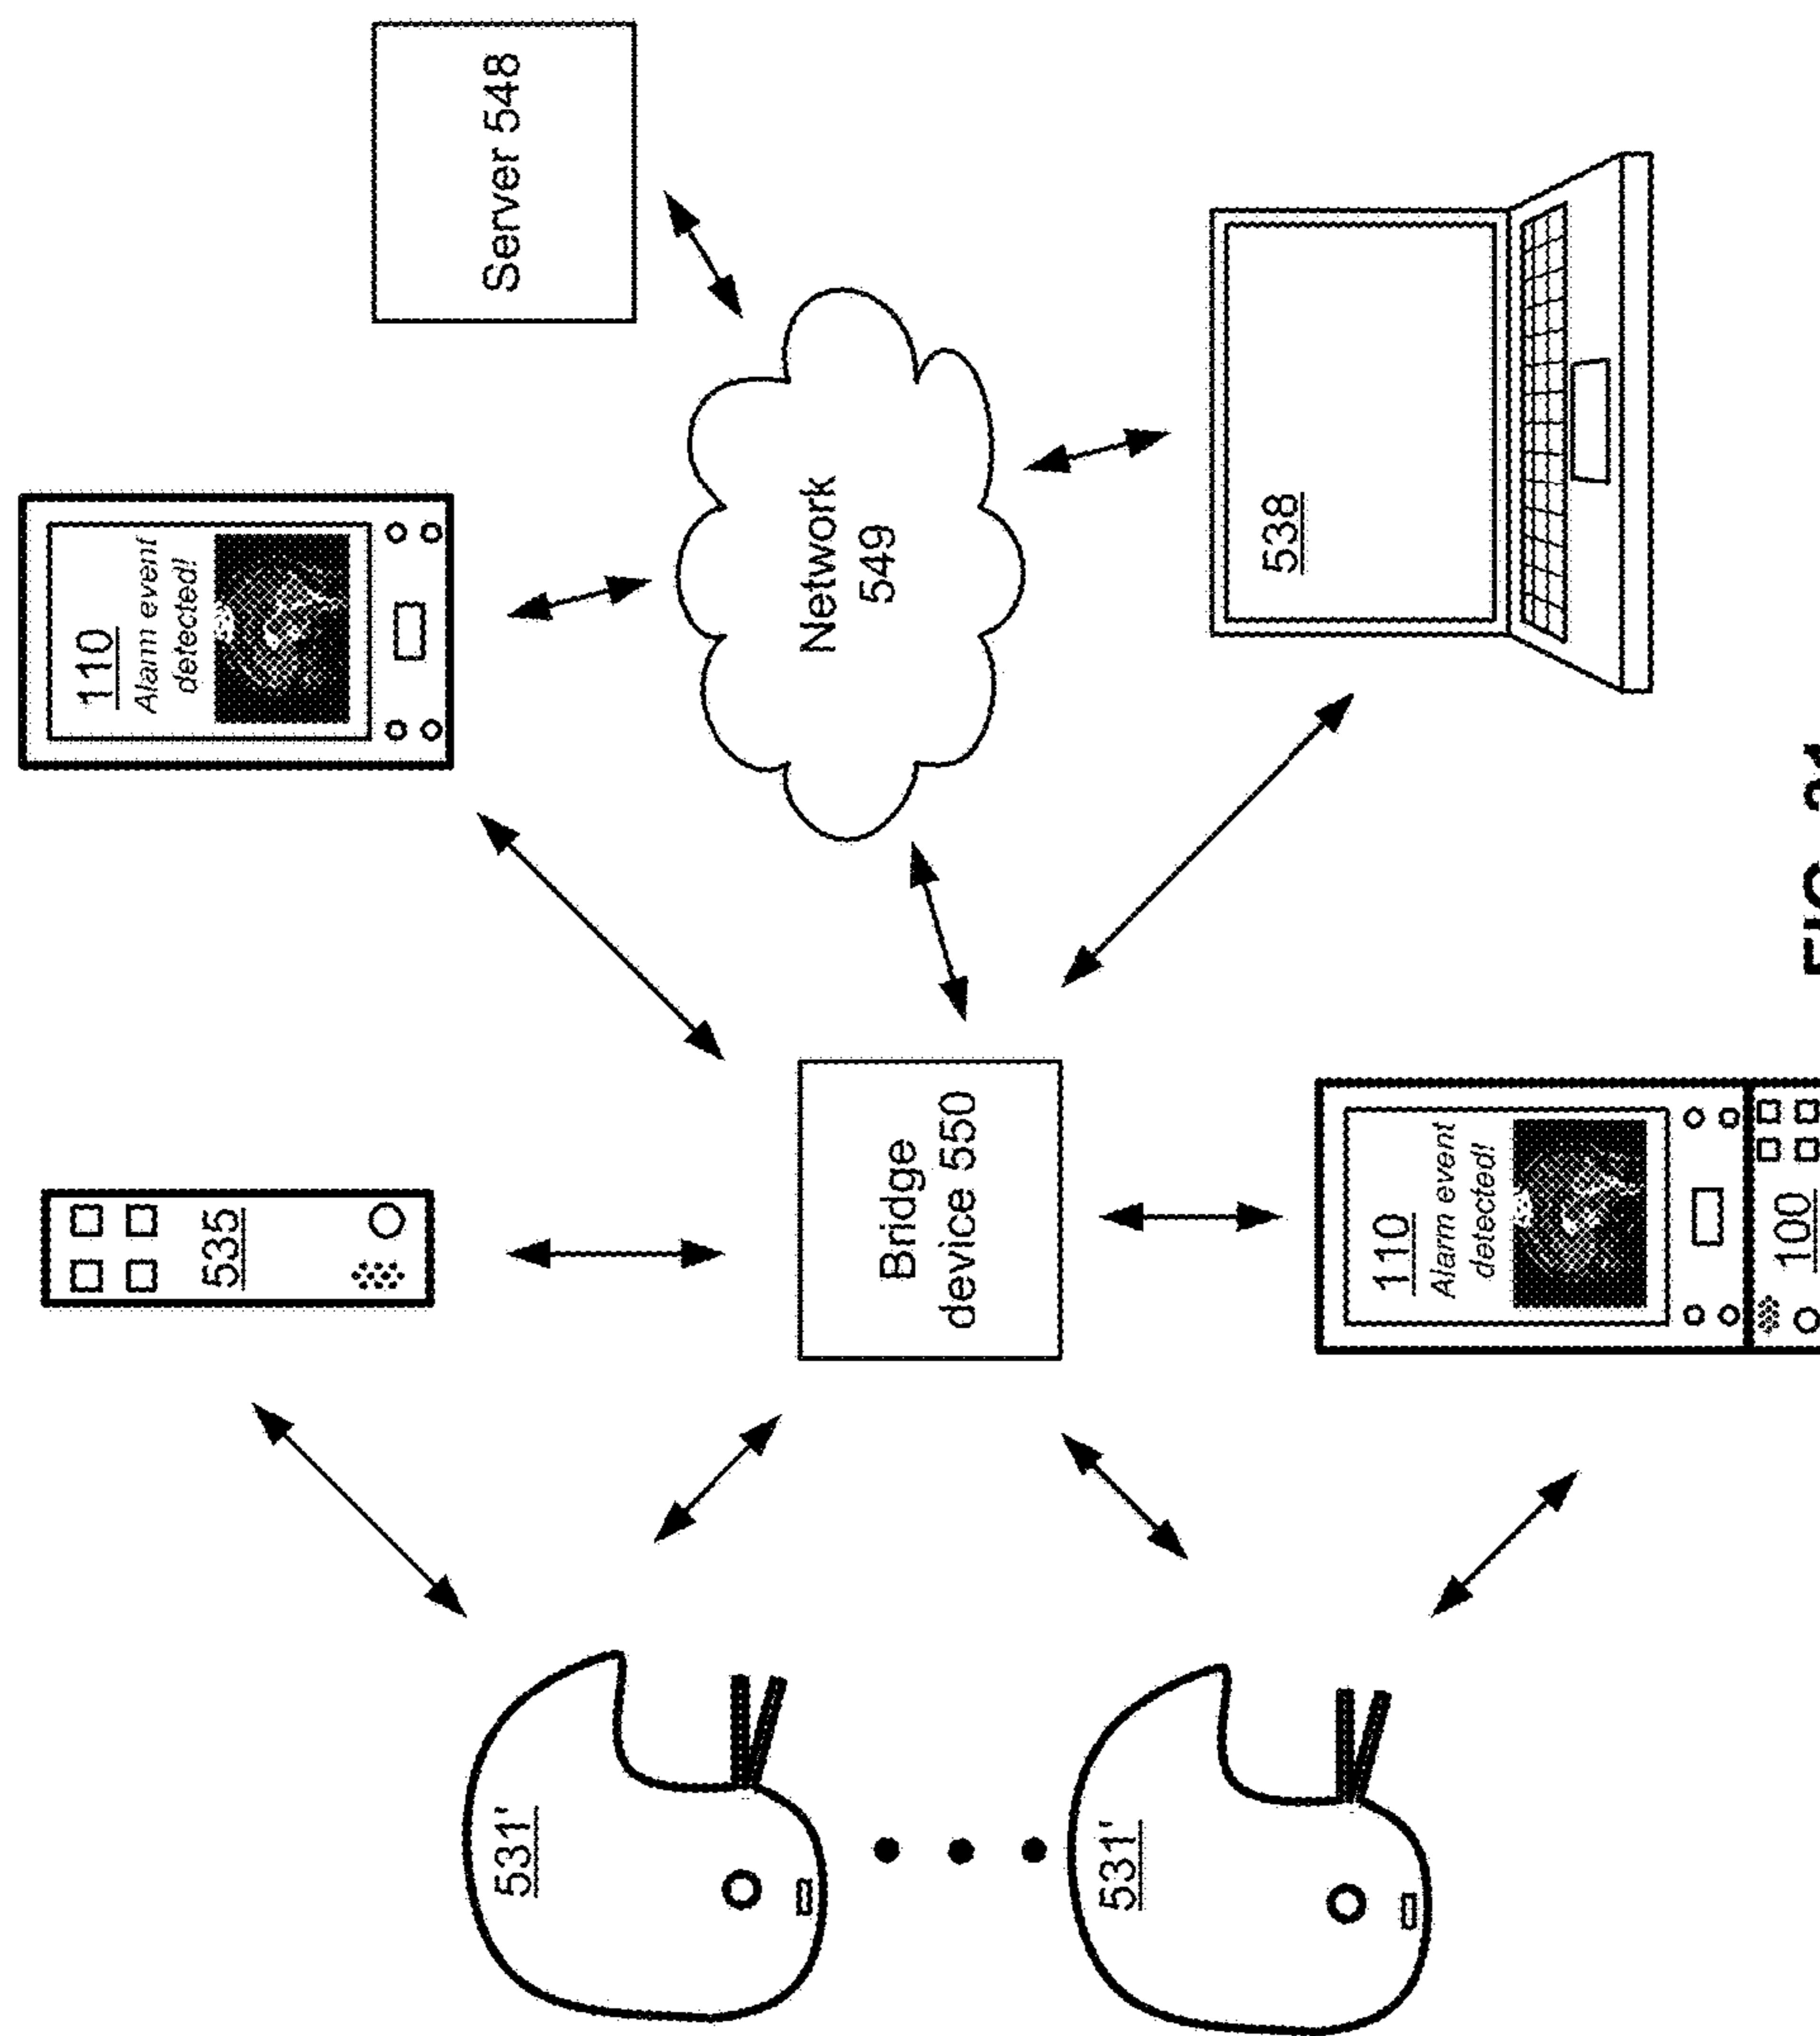 110
Alarm event
detected!
535
Server 548
531'
Network
549
Bridge
device 550
531'
538
110
Alarm event
detected!
100